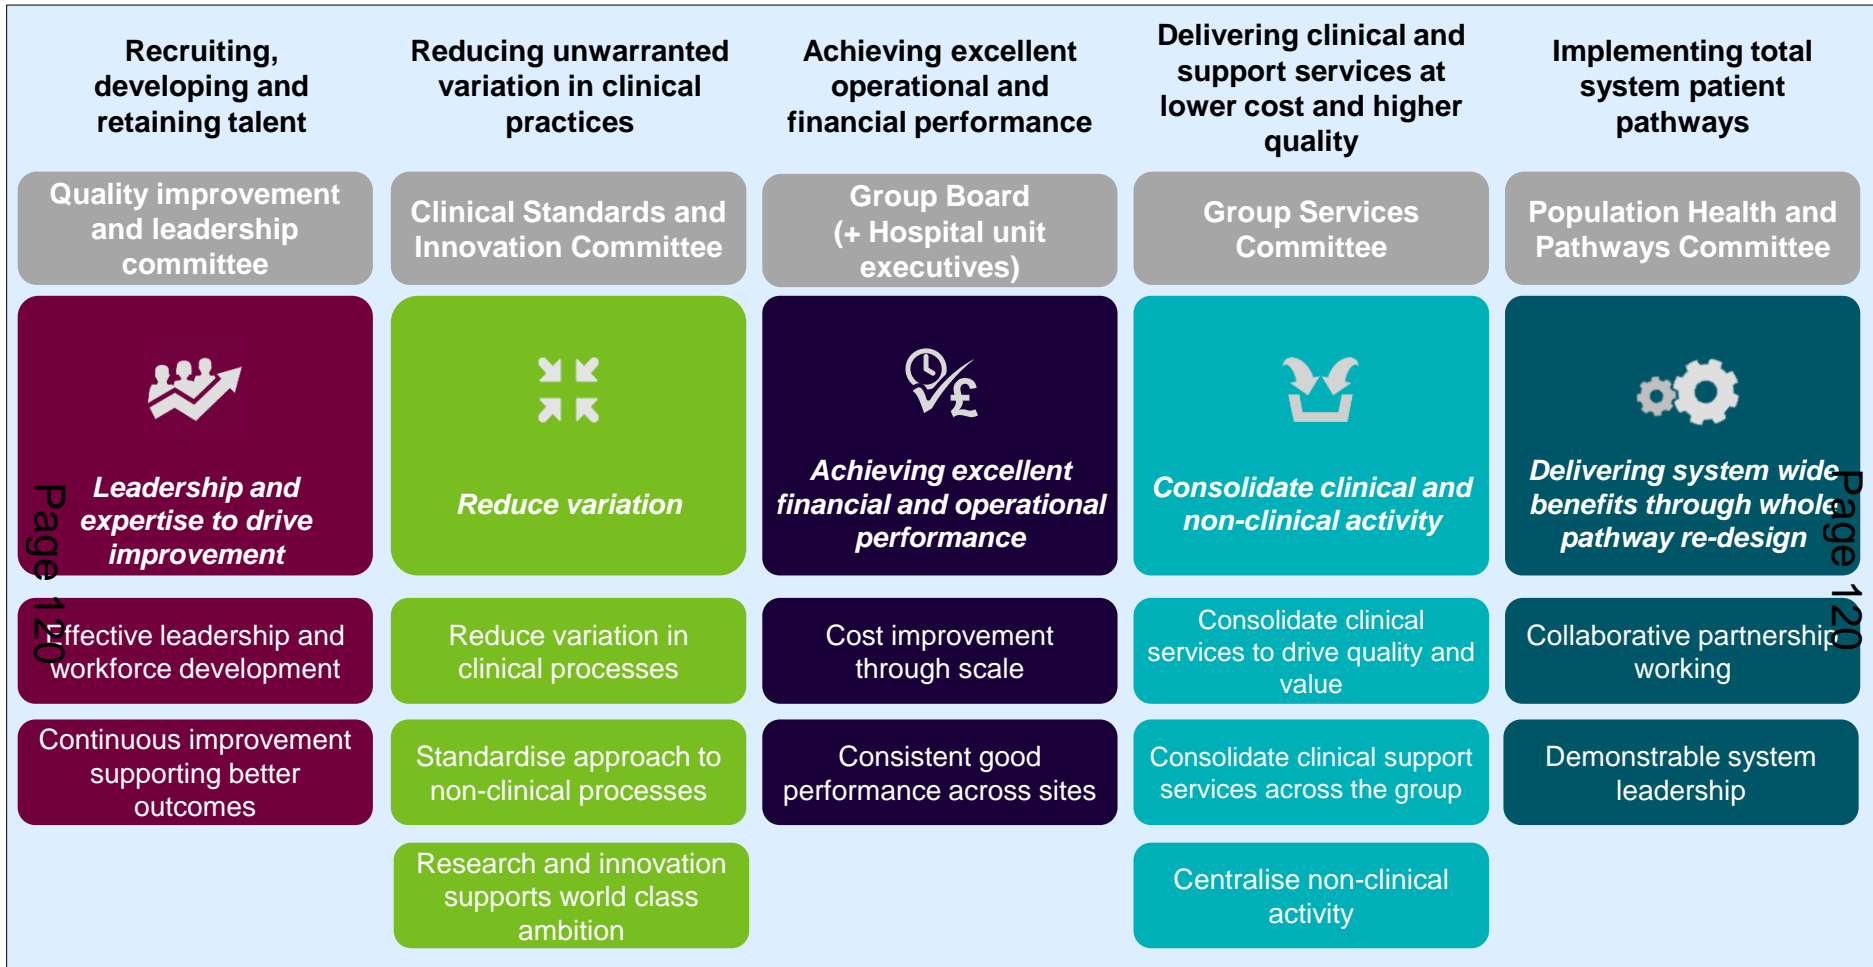 Recruiting,
developing and
retaining talent
Quality improvement
and leadership
committee
Leadership and
expertise to drive
improvement
Effective leadership and
workforce development
Continuous improvement
supporting better
outcomes
Reducing unwarranted
variation in clinical
practices
Clinical Standards and
Innovation Committee
Reduce variation
Reduce variation in
clinical processes
Standardise approach to
non-clinical processes
Research and innovation
supports world class
ambition
Achieving excellent
operational and
financial performance
Group Board
(+ Hospital unit
executives)
Achieving excellent
financial and operational
performance
Cost improvement
through scale
Consistent good
performance across sites
Delivering clinical and
support services at
lower cost and higher
quality
Group Services
Committee
Consolidate clinical and
non-clinical activity
Consolidate clinical
services to drive quality and
value
Consolidate clinical support
services across the group
Centralise non-clinical
activity
Implementing total
system patient
pathways
Population Health and
Pathways Committee
Delivering system wide
benefits through whole
pathway re-design
Collaborative partnership
working
Demonstrable system
leadership
Page 120
Page 120